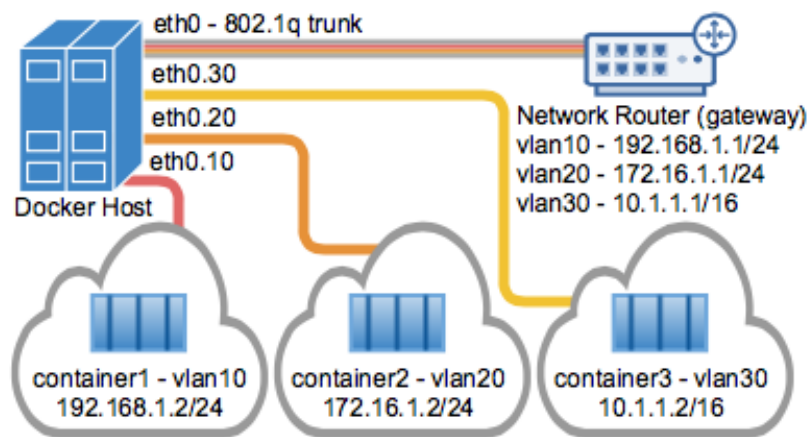 eth0 - 802.1q trunk
eth0.30
eth0.20
eth0.10
Docker Host
Network Router (gateway)
vlan10 - 192.168.1.1/24
vlan20 - 172.16.1.1/24
vlan30 - 10.1.1.1/16
container1 - vlan10
192.168.1.2/24
container2 - vlan20
172.16.1.2/24
container3 - vlan30
10.1.1.2/16